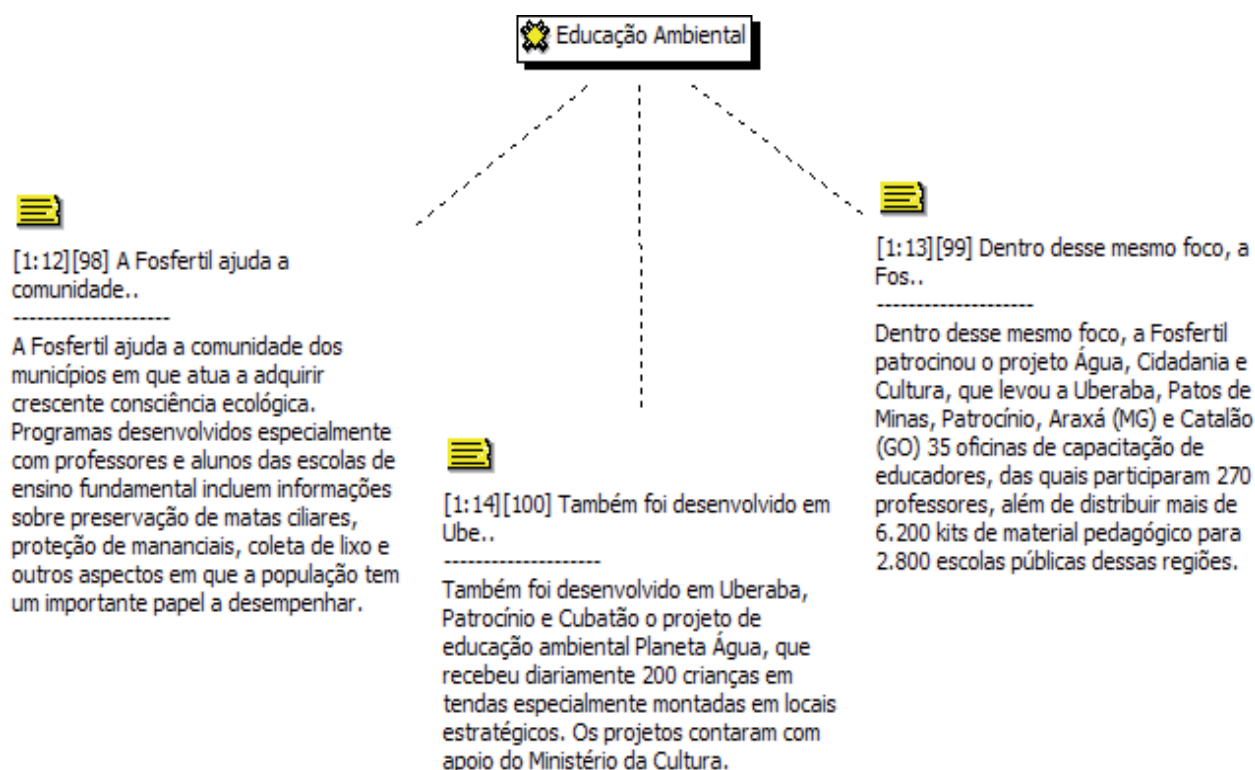 Educação Ambiental
[1:12][98] A Fosfertil ajuda a
comunidade..
--------------------
A Fosfertil ajuda a comunidade dos
municípios em que atua a adquirir
crescente consciência ecológica.
Programas desenvolvidos especialmente
com professores e alunos das escolas de
ensino fundamental incluem informações
sobre preservação de matas ciliares,
proteção de mananciais, coleta de lixo e
outros aspectos em que a população tem
um importante papel a desempenhar.
[1:14][100] Também foi desenvolvido em
Ube..
--------------------
Também foi desenvolvido em Uberaba,
Patrocínio e Cubatão o projeto de
educação ambiental Planeta Água, que
recebeu diariamente 200 crianças em
tendas especialmente montadas em locais
estratégicos. Os projetos contaram com
apoio do Ministério da Cultura.
[1:13][99] Dentro desse mesmo foco, a
Fos..
--------------------
Dentro desse mesmo foco, a Fosfertil
patrocinou o projeto Água, Cidadania e
Cultura, que levou a Uberaba, Patos de
Minas, Patrocínio, Araxá (MG) e Catalão
(GO) 35 oficinas de capacitação de
educadores, das quais participaram 270
professores, além de distribuir mais de
6.200 kits de material pedagógico para
2.800 escolas públicas dessas regiões.